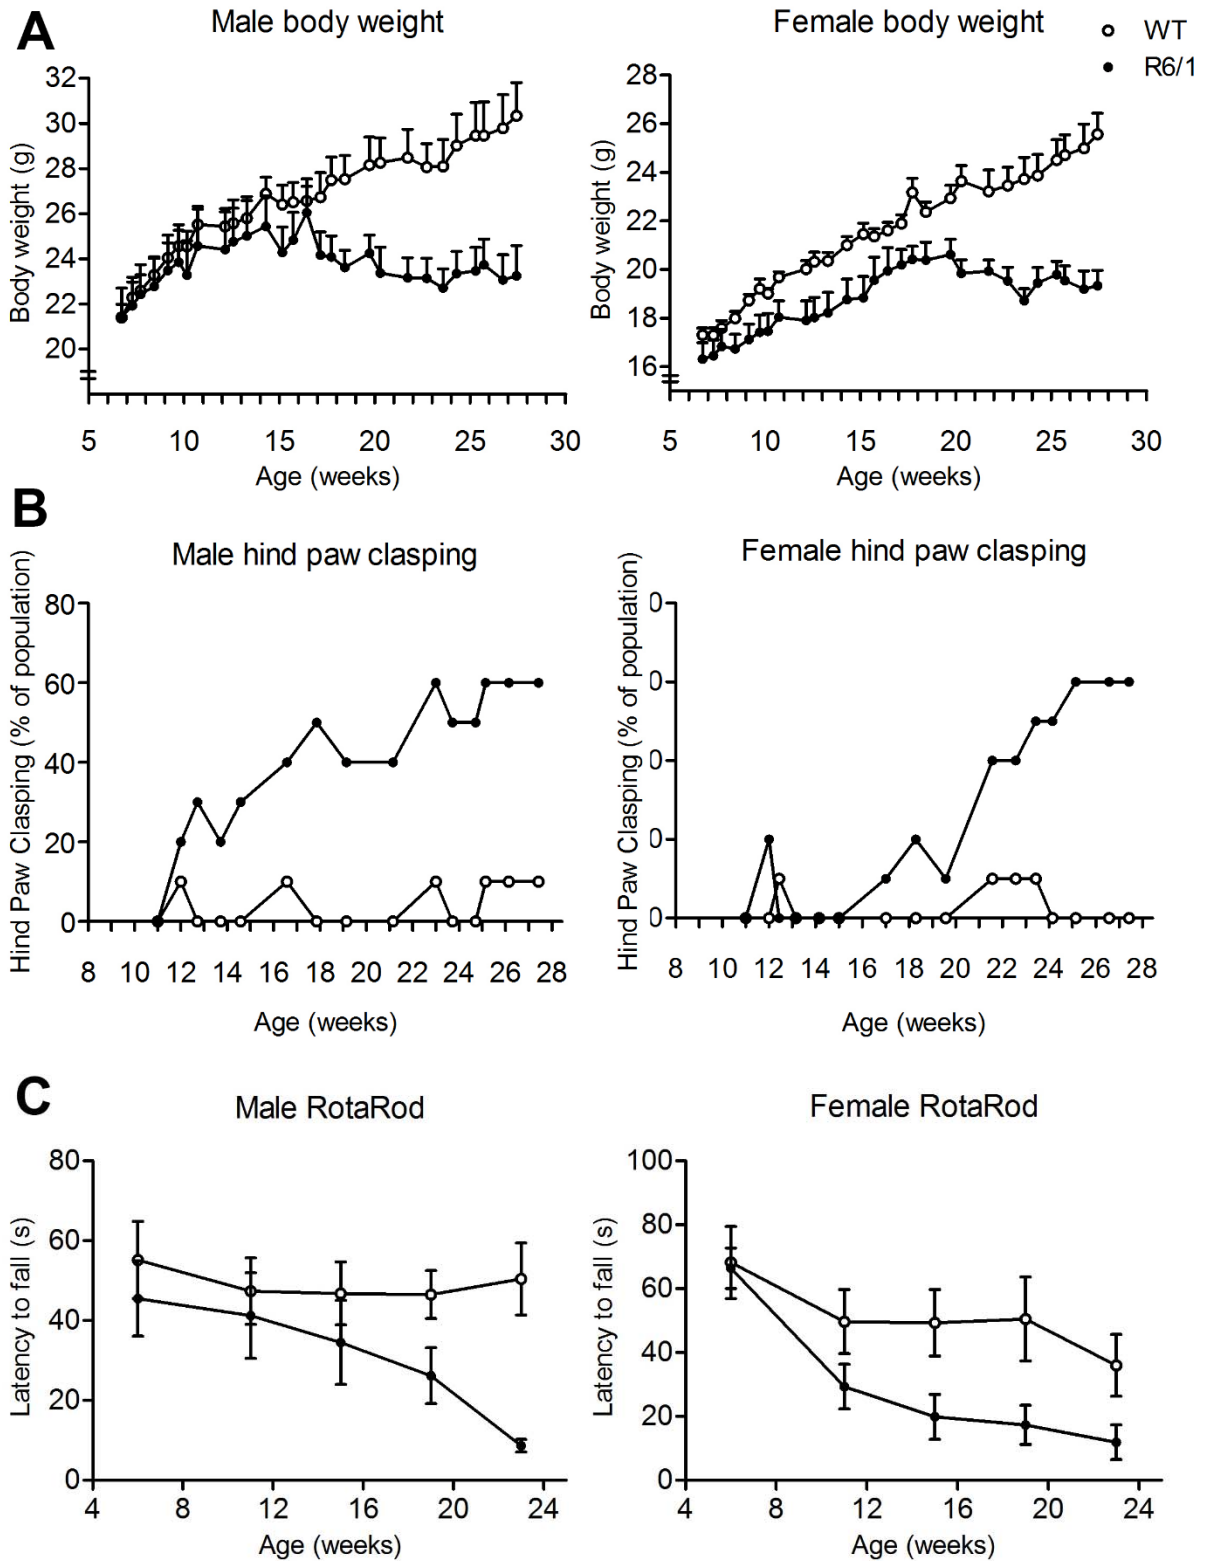 A
Male body weight
Female body weight
WT
R6/1
Body weight (g)
32
30
28
26
24
22
20
5 10 15 20 25 30
Age (weeks)
Body weight (g)
28
26
24
22
20
18
16
5 10 15 20 25 30
Age (weeks)
B
Male hind paw clasping
Female hind paw clasping
Hind Paw Clasping (% of population)
80
60
40
20
0
8 10 12 14 16 18 20 22 24 26 28
Age (weeks)
Hind Paw Clasping (% of population)
0
0
0
0
0
8 10 12 14 16 18 20 22 24 26 28
Age (weeks)
C
Male RotaRod
Female RotaRod
Latency to fall (s)
80
60
40
20
0
4 8 12 16 20 24
Age (weeks)
Latency to fall (s)
100
80
60
40
20
0
4 8 12 16 20 24
Age (weeks)